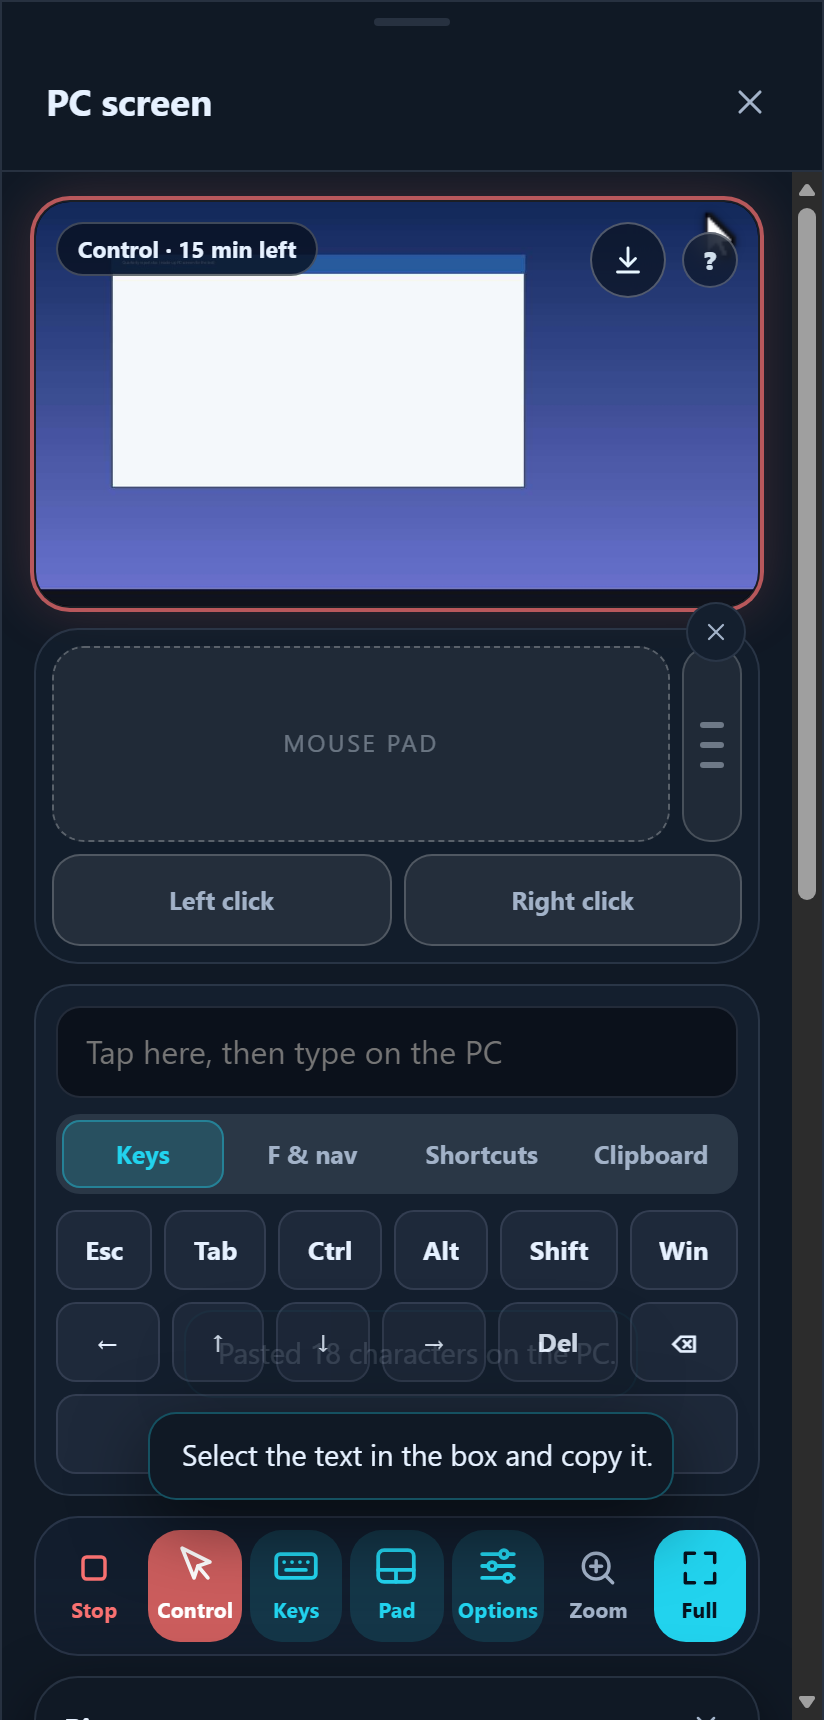 PC screen
Control · 15 min left
?
MOUSE PAD
Left click
Right click
Tap here, then type on the PC
Keys
F & nav
Shortcuts
Clipboard
Esc
Tab
Ctrl
Alt
Shift
Win
←
↑
↓
→
Del
Pasted 18 characters on the PC.
Select the text in the box and copy it.
Stop
Control
Keys
Pad
Options
Zoom
Full